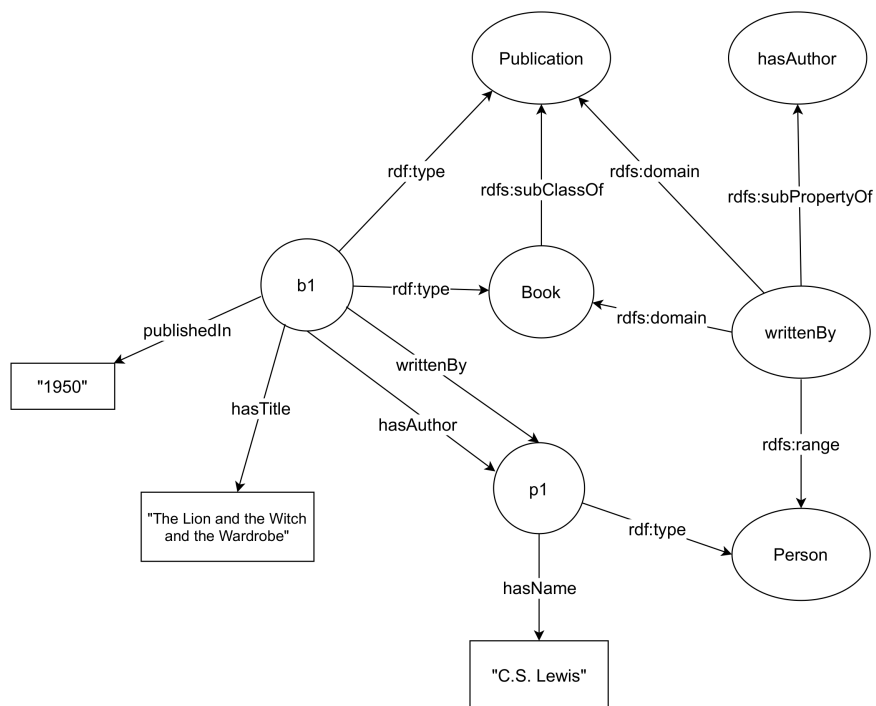 Publication
hasAuthor
rdf:type
rdfs:domain
rdfs:subClassOf
rdfs:subPropertyOf
b1
rdf:type
Book
rdfs:domain
publishedIn
writtenBy
writtenBy
"1950"
hasTitle
hasAuthor
rdfs:range
p1
"The Lion and the Witch
and the Wardrobe"
rdf:type
Person
hasName
"C.S. Lewis"